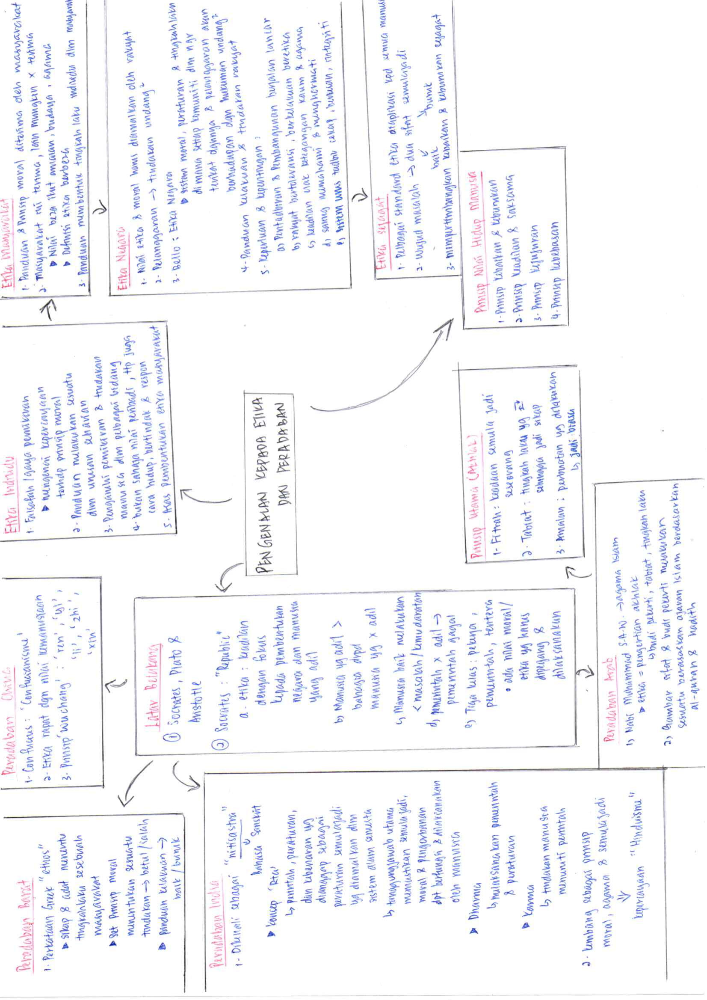 Peradaban Barat
1- Perkataan Greek "ethos"
▶ sikap & adat menentu
tingkahlaku sesebuah
masyarakat
▶ Set prinsip moral
menentukan sesuatu
tindakan → betul / salah
▶ panduan kelakuan →
baik / buruk
Peradaban China
1- Confucius : 'Confucianisme'
2- Etika rapat dgn nilai kemanusiaan
3- Prinsip 'wuchang' : 'ren', 'yi',
'li', 'zhi',
'xin'
Etika Individu
1- Falsafah / gaya pemikiran
▶ mengenai kepercayaan
terhdp prinsip moral
2- Panduan melakukan sesuatu
dlm urusan seharian
3- Pengaruhi pemikiran & tindakan
manusia dlm pelbagai bidang
4- bukan sahaja nilai peribadi, ttp juga
cara hidup, bertindak & respon
5- Asas pembentukan etika masyarakat
Etika Masyarakat
1- Panduan & Prinsip moral diterima oleh masyarakat
2- masyarakat ni terima, lain mungkin x terima
▶ Nilai beza ikut amalan, budaya, agama
▶ Definisi etika berbeza
3- Panduan membentuk tingkah laku individu dlm
Etika Negara
1- Nilai etika & moral harus diamalkan oleh rakyat
2- Pelanggaran → tindakan undang²
3- Bello : Etika Negara
▶ sistem moral, peraturan & tingkahlaku
dimana setiap komuniti dlm ngr
terikat dgnnya & pelanggaran akan
berhadapan dgn hukuman undang²
4- Panduan kelakuan & tindakan rakyat
5- Keperluan & kepentingan :
a) Pentadbiran & Pembangunan berjalan lancar
b) rakyat bertoleransi, berkelakuan beretika
c) keadilan elak ketegangan kaum & agama
d) saling memahami & menghormati
e) sistem urus tadbir cekap, berkesan, integriti
Etika Sejagat
1- Pelbagai standard etika diaplikasi kpd semua manusia
2- Wujud masalah → dua sifat semulajadi
baik buruk
3- mempertimbangkan kebaikan & keburukan sejagat
Prinsip Nilai Hidup Manusia
1- Prinsip kebaikan & keburukan
2- Prinsip keadilan & saksama
3- Prinsip kejujuran
4- Prinsip kebebasan
PENGENALAN KEPADA ETIKA
DAN PERADABAN
Latar Belakang
① Socrates, Plato &
Aristotle
② Socrates : "Republic"
a- etika : keadilan
dengan fokus
kepada pembentukan
negara dan manusia
yang adil
b) Manusia yg adil >
bahagia drpd
manusia yg x adil
c) Manusia baik melakukan
< masalah / kemudaratan
d) pemerintah x adil →
pemerintah gagal
e) Tiga kelas : pekerja,
pemerintah, tentera
• ada nilai moral /
etika yg harus
dipegang &
dilaksanakan
Prinsip Utama (Akhlak)
1- Fitrah : keadaan semula jadi
seseorang
2- Tabiat : tingkah laku yg
sehingga jadi sikap
3- Amalan : perbuatan yg dilakukan
↳ jadi biasa
Peradaban India
1- Dikenali sebagai "nitisastra"
bahasa Sanskrit
▶ konsep 'Rta'
↳ perintah, peraturan,
dan kebenaran yg
dianggap sebagai
peraturan semulajadi
yg diamalkan dlm
sistem alam semesta
↳ tanggungjawab utama
memastikan semula jadi,
moral & pengorbanan
dpt berfungsi & dilaksanakan
oleh manusia
▶ Dharma
↳ melaksanakan pemerintah
& peraturan
▶ Karma
↳ tindakan manusia
menuruti perintah
2- kembang sebagai prinsip
moral, agama & semulajadi
kepercayaan "Hinduisme"
Peradaban Arab
1) Nabi Muhammad S.A.W. → agama Islam
▶ etika = pengertian akhlak
↳ budi pekerti, tabiat, tingkah laku
2) Gambar sifat & budi pekerti melakukan
sesuatu berasaskan ajaran Islam berdasarkan
al-quran & hadith